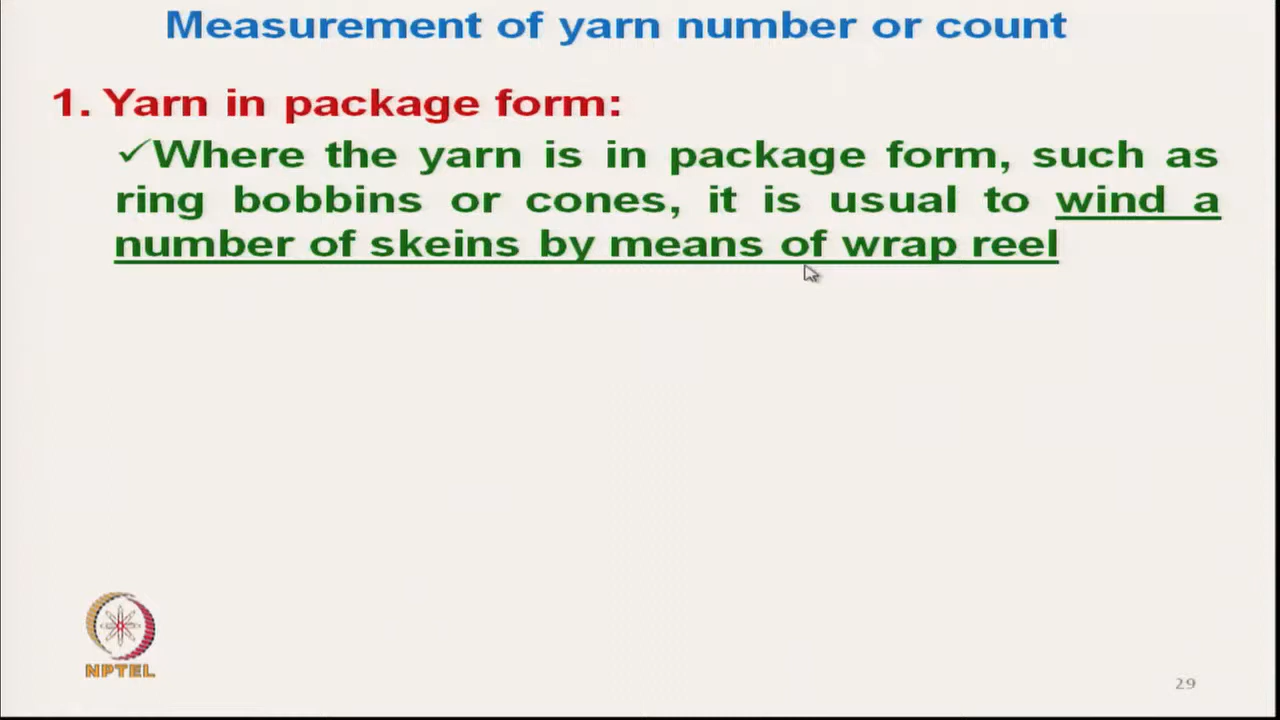 Measurement of yarn number or count
1. Yarn in package form:
✓Where the yarn is in package form, such as
ring bobbins or cones, it is usual to wind a
number of skeins by means of wrap reel
NPTEL
29